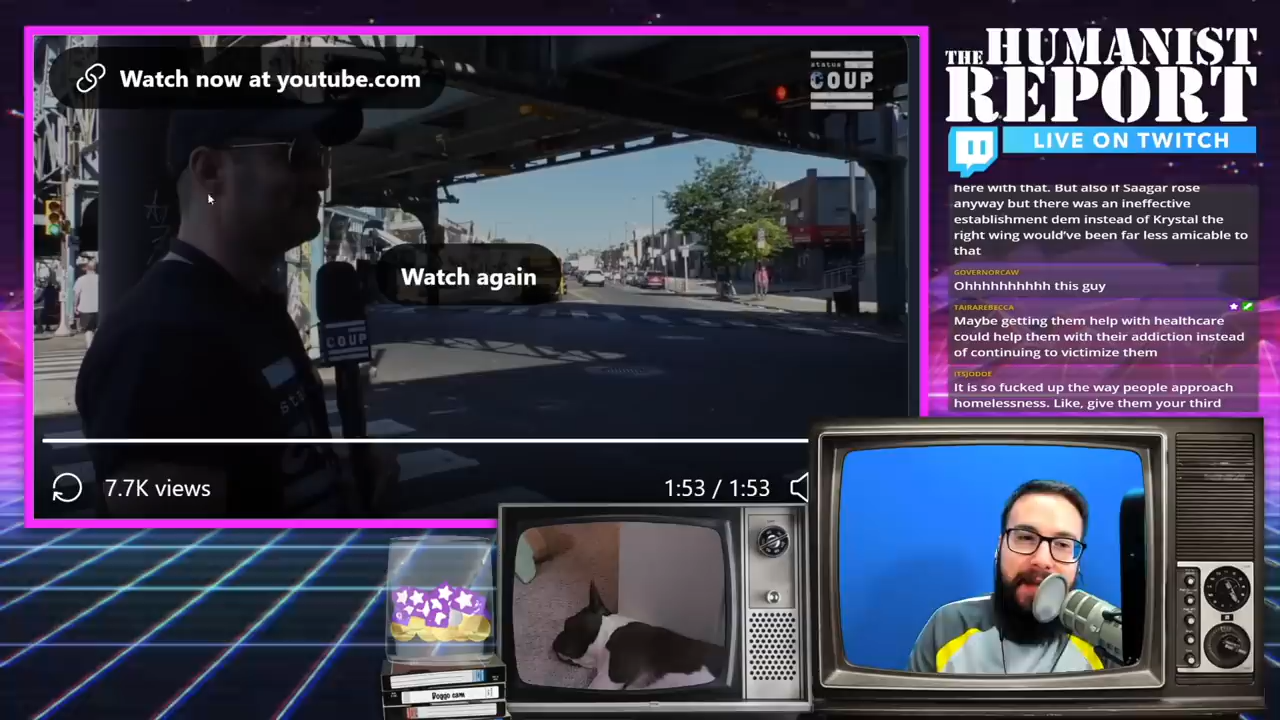 Watch now at youtube.com
status
COUP
Watch again
COUP
7.7K views
1:53 / 1:53
THE HUMANIST
REPORT
LIVE ON TWITCH
here with that. But also if Saagar rose
anyway but there was an ineffective
establishment dem instead of Krystal the
right wing would've been far less amicable to
that
GOVERNORCAW
Ohhhhhhhhhh this guy
TAIRAREBECCA
Maybe getting them help with healthcare
could help them with their addiction instead
of continuing to victimize them
ITSJODOE
It is so fucked up the way people approach
homelessness. Like, give them your third
Doggo cam